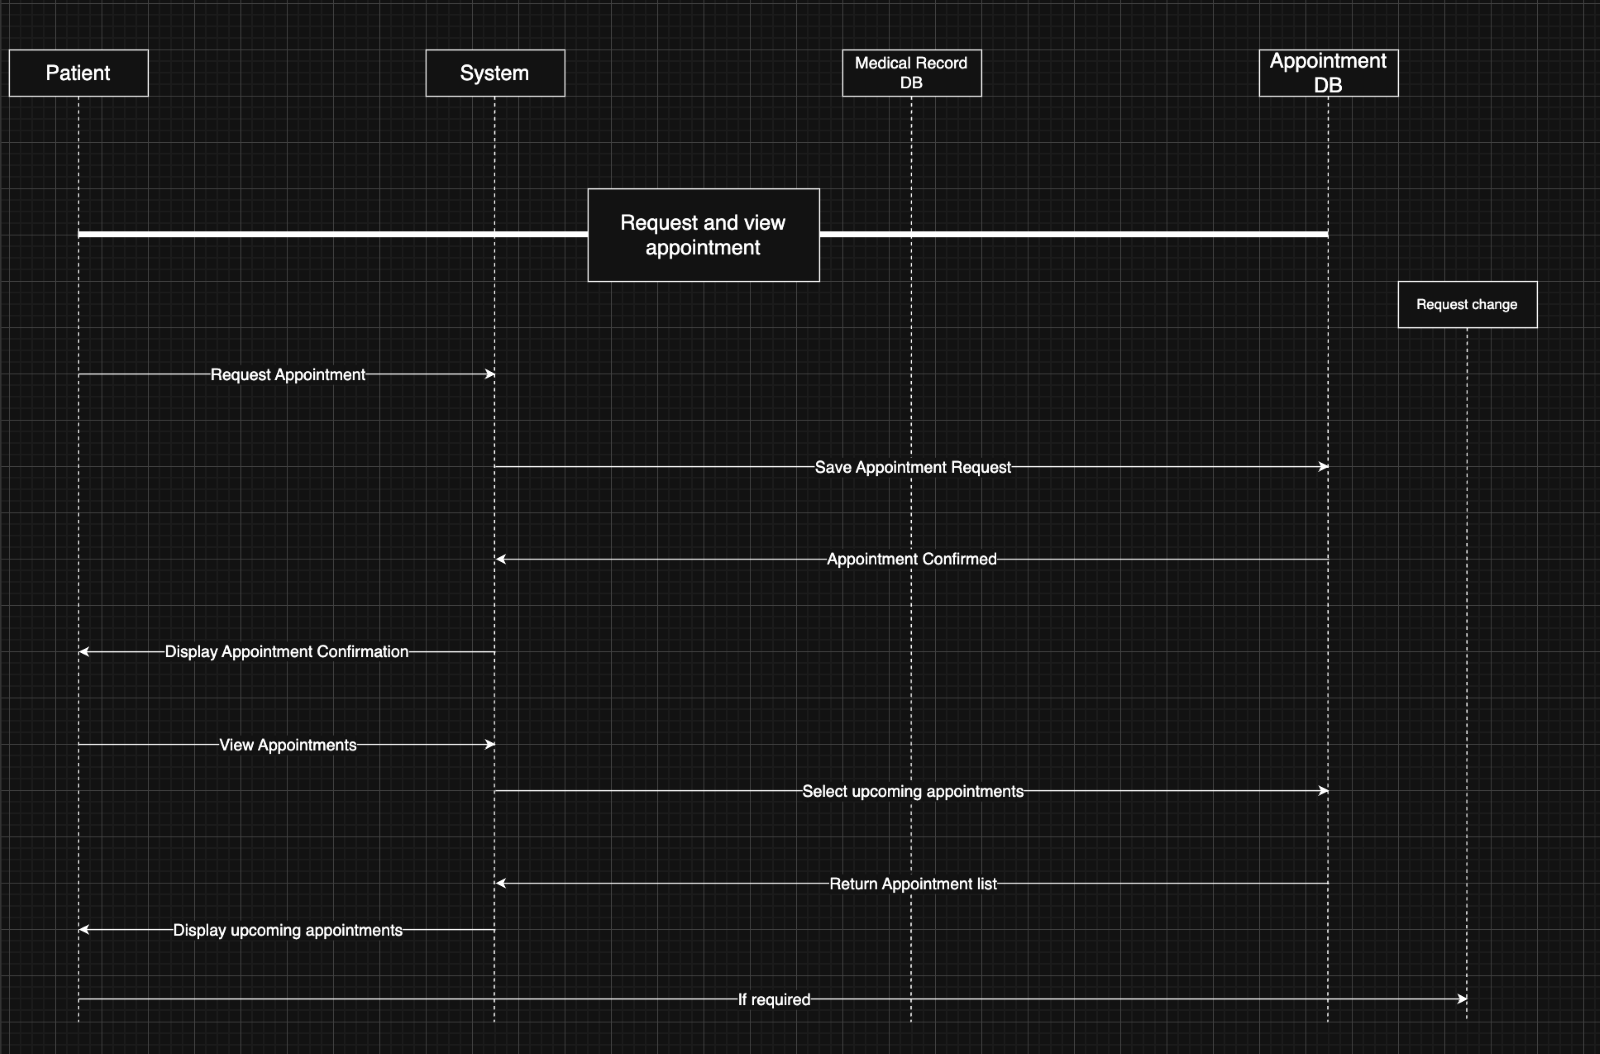 Patient
System
Medical Record
DB
Appointment
DB
Request and view
appointment
Request change
Request Appointment
Save Appointment Request
Appointment Confirmed
Display Appointment Confirmation
View Appointments
Select upcoming appointments
Return Appointment list
Display upcoming appointments
If required